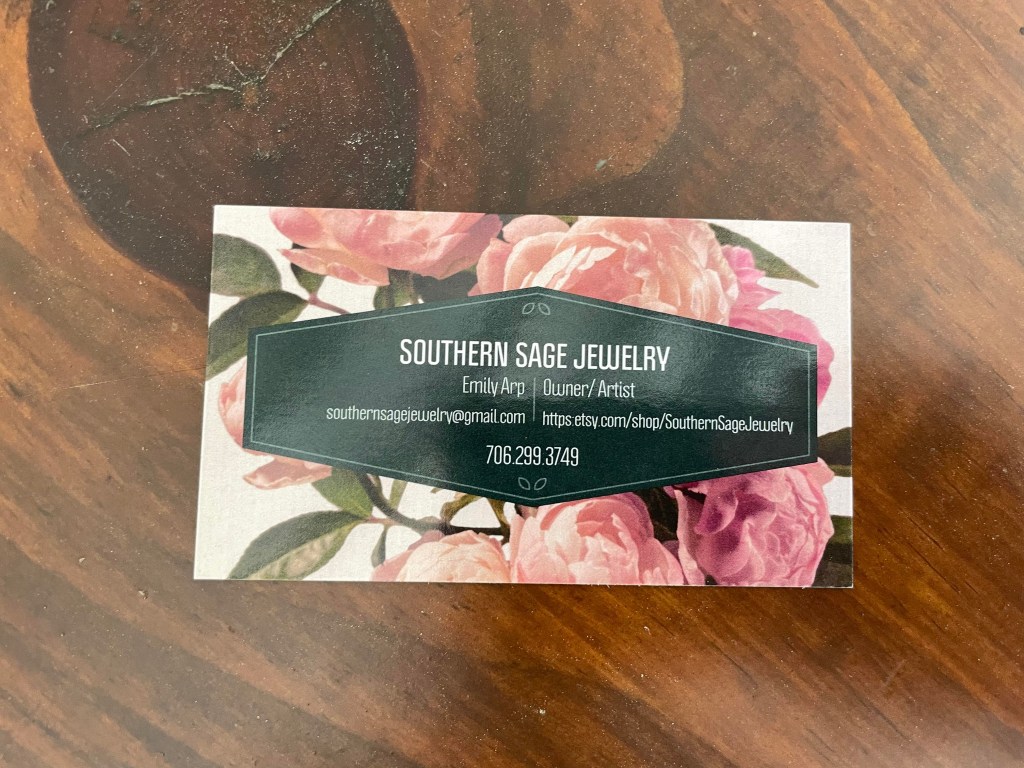 SOUTHERN SAGE JEWELRY
Emily Arp | Owner/Artist
southernsagejewelry@gmail.com | https:etsy.com/shop/SouthernSageJewelry
706.299.3749